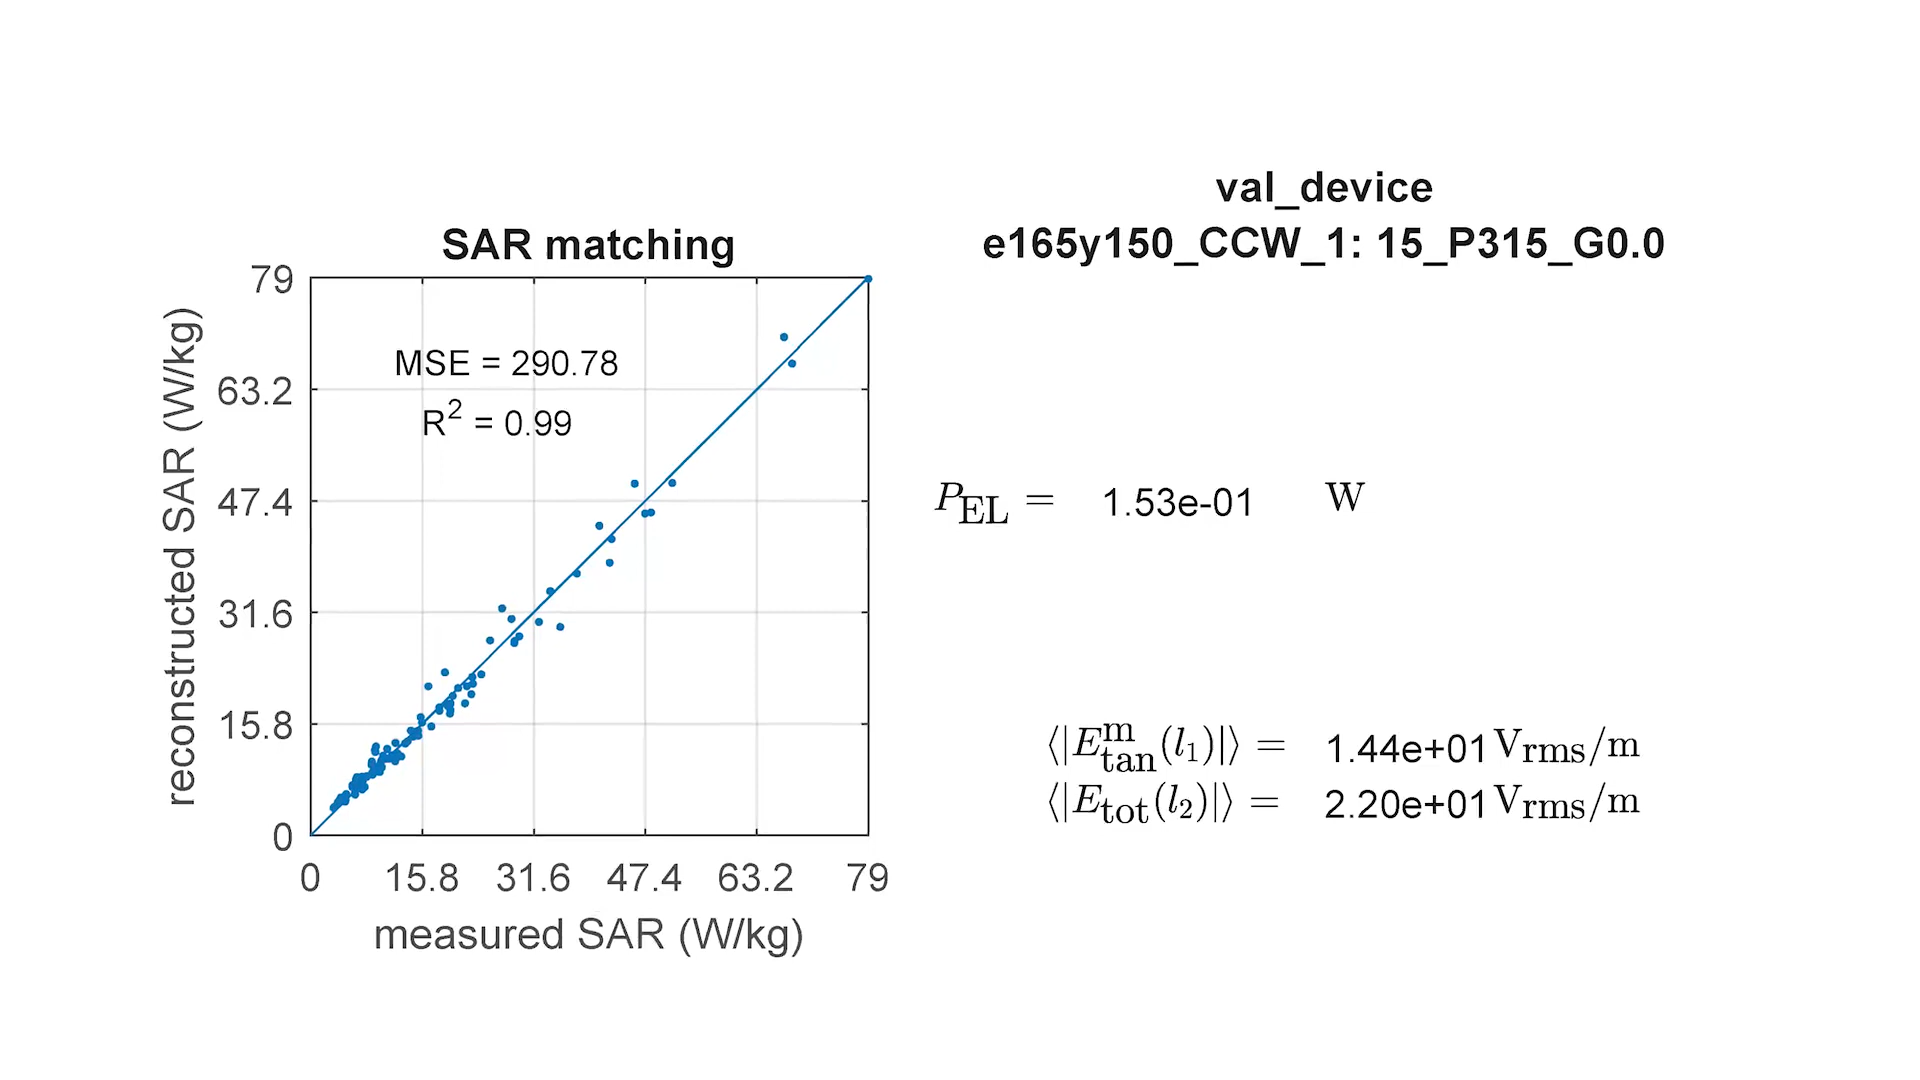 SAR matching
reconstructed SAR (W/kg)
79
63.2
47.4
31.6
15.8
0
MSE = 290.78
R² = 0.99
0 15.8 31.6 47.4 63.2 79
measured SAR (W/kg)
val_device
e165y150_CCW_1: 15_P315_G0.0
P_EL = 1.53e-01 W
⟨|E^m_tan(l₁)|⟩ = 1.44e+01 Vrms/m
⟨|E_tot(l₂)|⟩ = 2.20e+01 Vrms/m